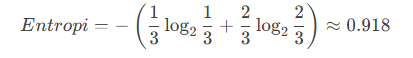 Entropi = − ( 1/3 log₂ 1/3 + 2/3 log₂ 2/3 ) ≈ 0.918